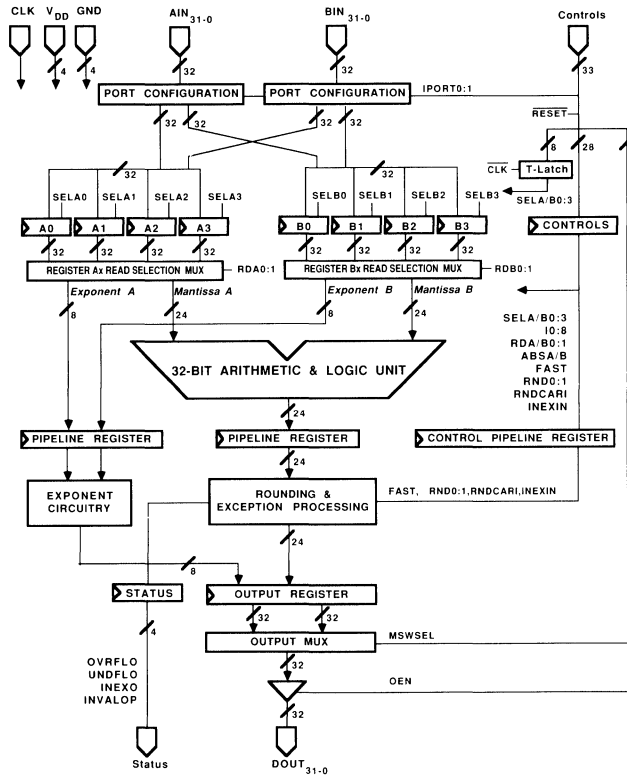 CLK VDD GND AIN31-0 BIN31-0 Controls
4 4 32 32 33
PORT CONFIGURATION PORT CONFIGURATION IPORT0:1
RESET
32 32 32 32 8 28
32 32 CLK T-Latch
SELA0 SELA1 SELA2 SELA3 SELB0 SELB1 SELB2 SELB3
SELA/B0:3
A0 A1 A2 A3 B0 B1 B2 B3 CONTROLS
32 32 32 32 32 32 32 32
REGISTER Ax READ SELECTION MUX RDA0:1 REGISTER Bx READ SELECTION MUX RDB0:1
Exponent A Mantissa A Exponent B Mantissa B
8 24 8 24
SELA/B0:3
I0:8
RDA/B0:1
ABSA/B
FAST
RND0:1
RNDCARI
INEXIN
32-BIT ARITHMETIC & LOGIC UNIT
24
PIPELINE REGISTER PIPELINE REGISTER CONTROL PIPELINE REGISTER
24
EXPONENT
CIRCUITRY
ROUNDING &
EXCEPTION PROCESSING
FAST, RND0:1,RNDCARI,INEXIN
24
8
STATUS OUTPUT REGISTER
4 32 32
OUTPUT MUX MSWSEL
32
OVRFLO
UNDFLO
INEXO
INVALOP
OEN
32
Status DOUT31-0